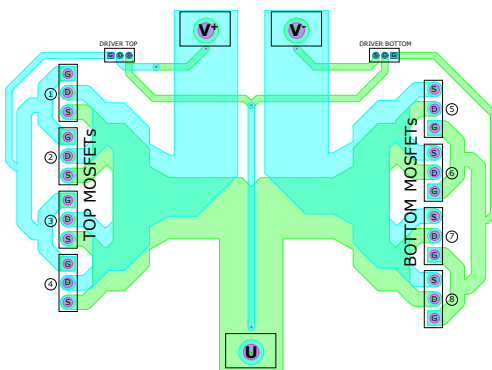 DRIVER TOP
V+
V-
DRIVER BOTTOM
G D S
S D G
1
G
D
S
2
G
D
S
3
G
D
S
4
G
D
S
TOP MOSFETs
BOTTOM MOSFETs
S
D
G
5
S
D
G
6
S
D
G
7
S
D
G
8
U